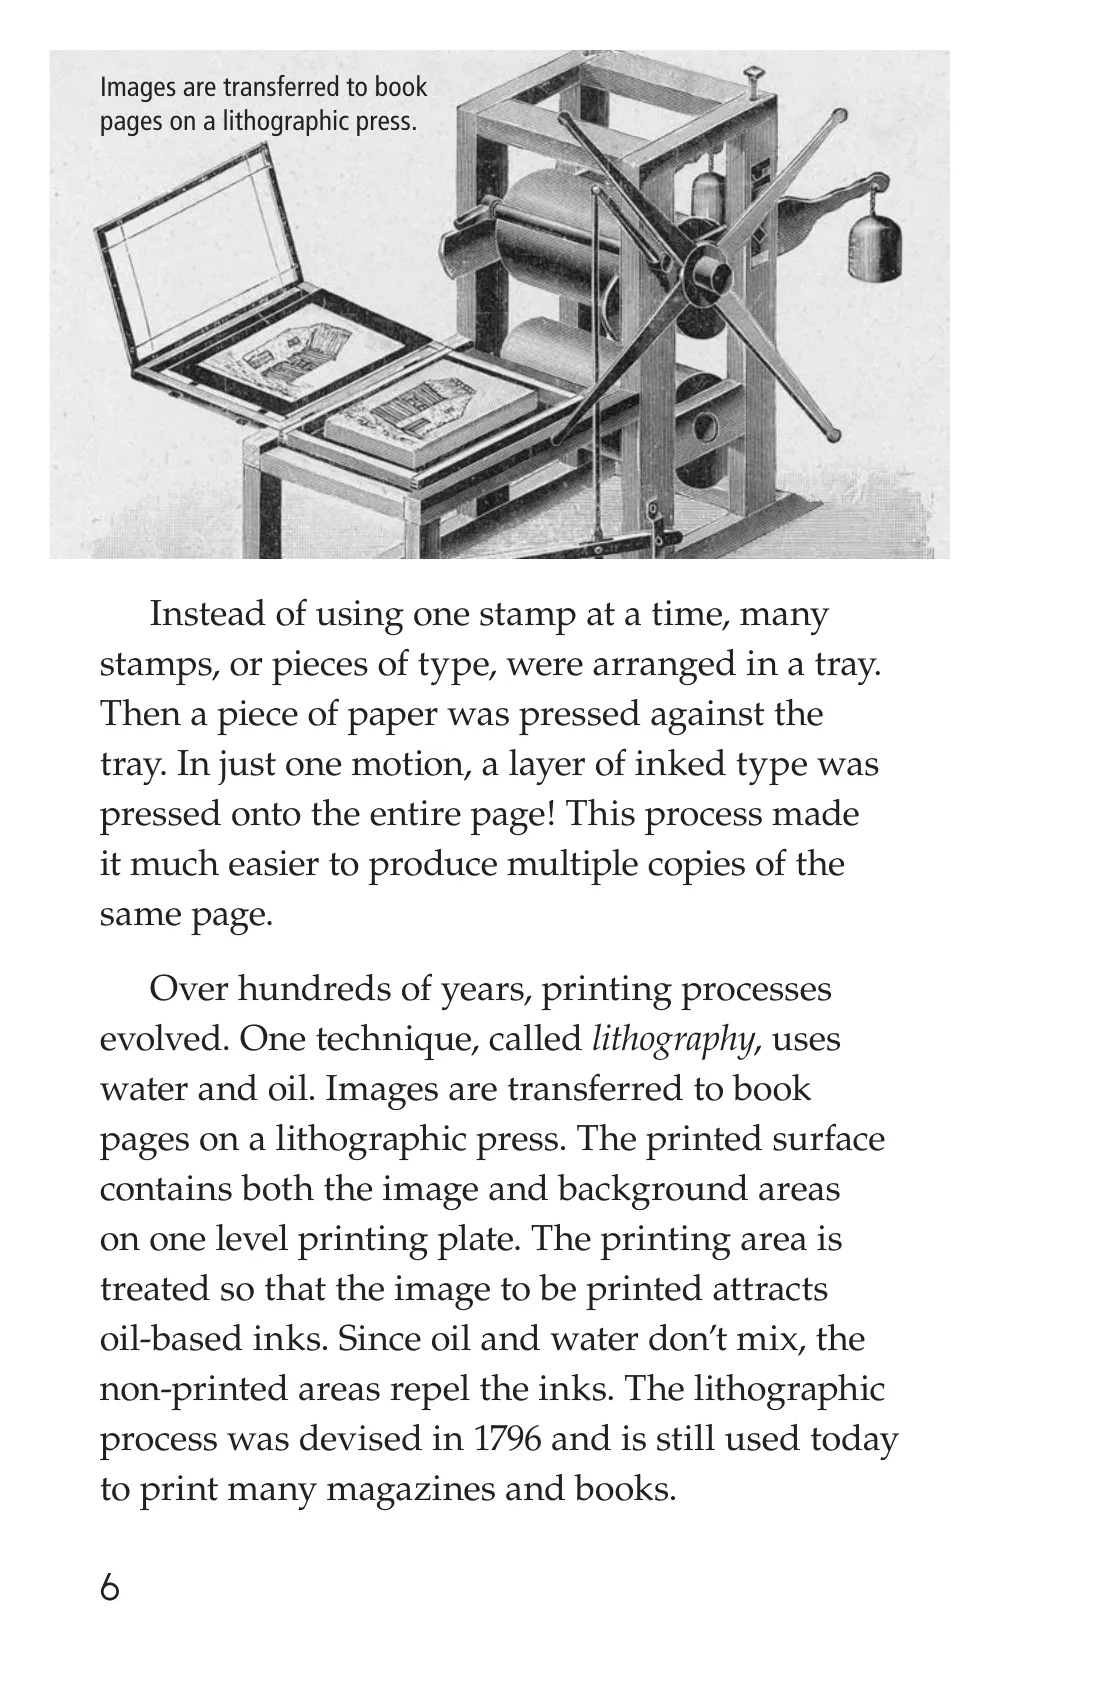 Images are transferred to book
pages on a lithographic press.
Instead of using one stamp at a time, many
stamps, or pieces of type, were arranged in a tray.
Then a piece of paper was pressed against the
tray. In just one motion, a layer of inked type was
pressed onto the entire page! This process made
it much easier to produce multiple copies of the
same page.
Over hundreds of years, printing processes
evolved. One technique, called lithography, uses
water and oil. Images are transferred to book
pages on a lithographic press. The printed surface
contains both the image and background areas
on one level printing plate. The printing area is
treated so that the image to be printed attracts
oil-based inks. Since oil and water don’t mix, the
non-printed areas repel the inks. The lithographic
process was devised in 1796 and is still used today
to print many magazines and books.
6